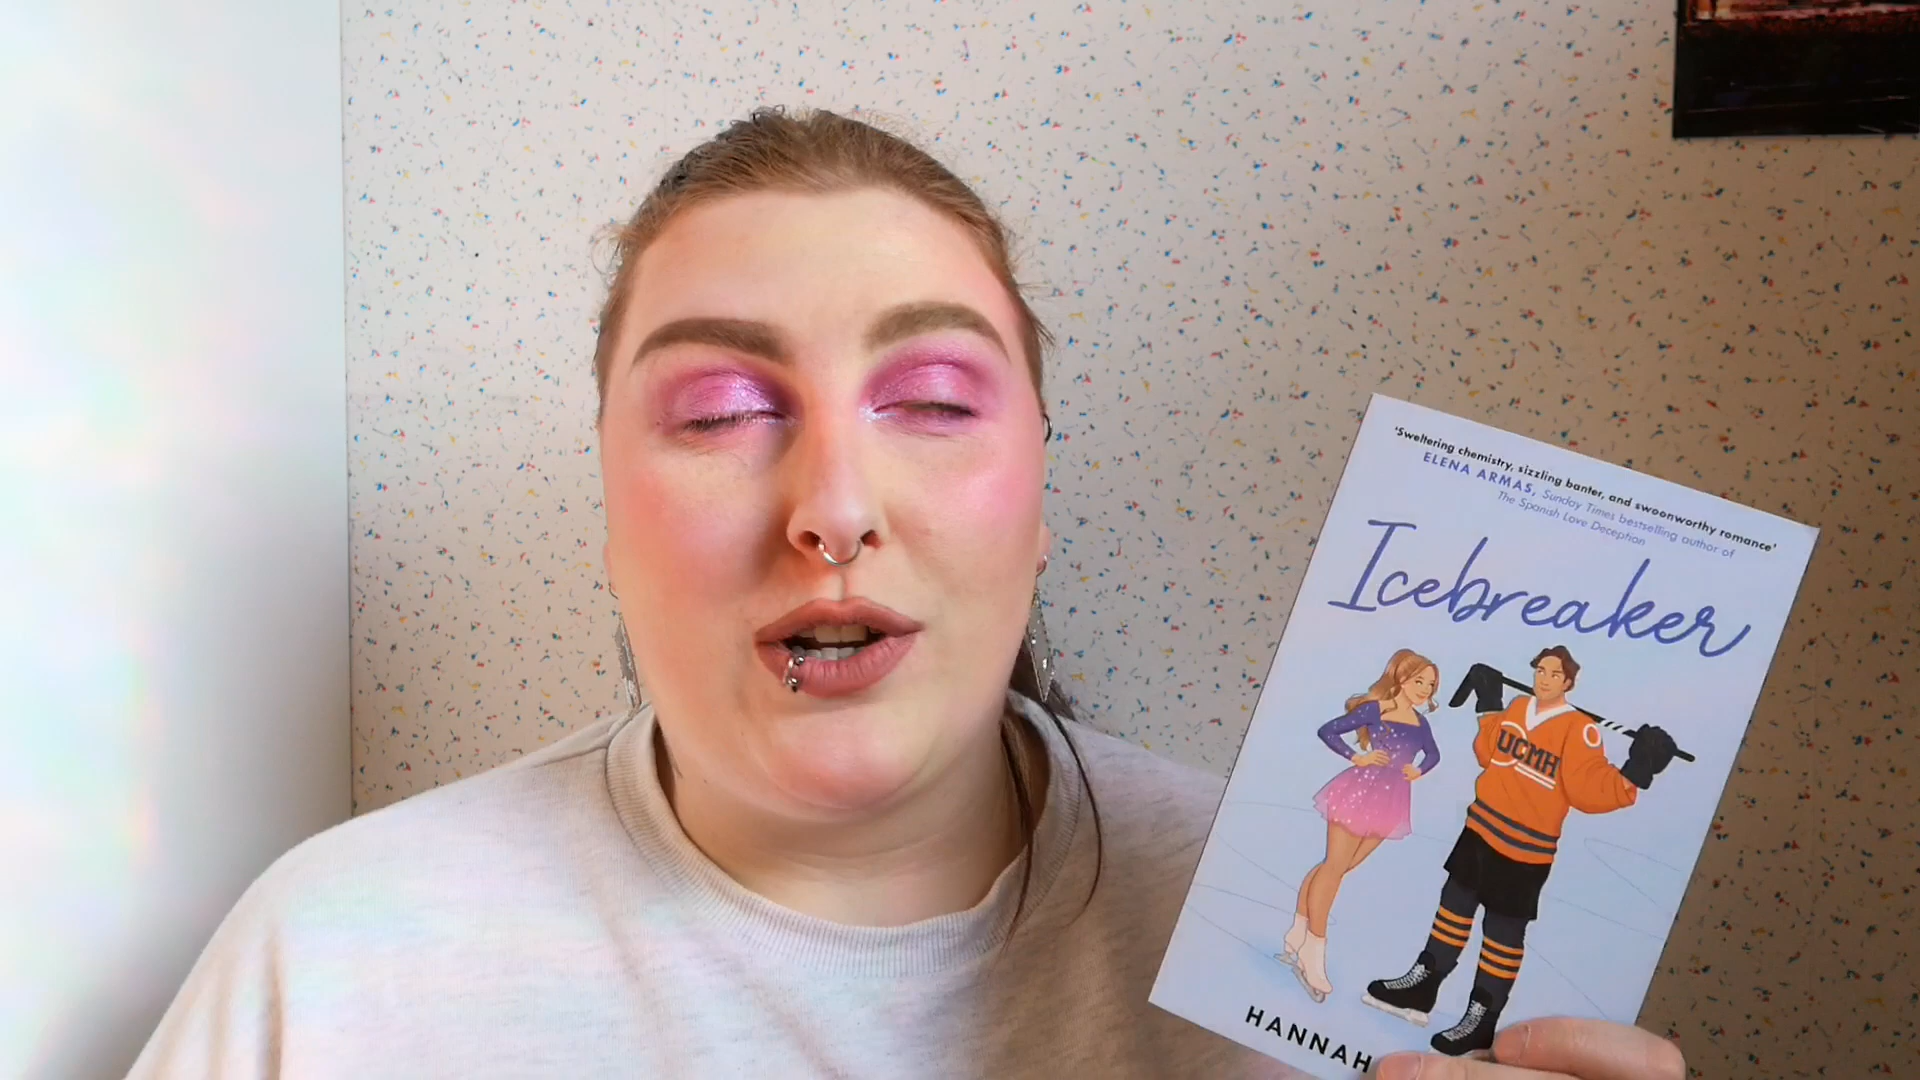 'Sweltering chemistry, sizzling banter, and swoonworthy romance'
ELENA ARMAS, Sunday Times bestselling author of
The Spanish Love Deception
Icebreaker
UCMH
HANNAH